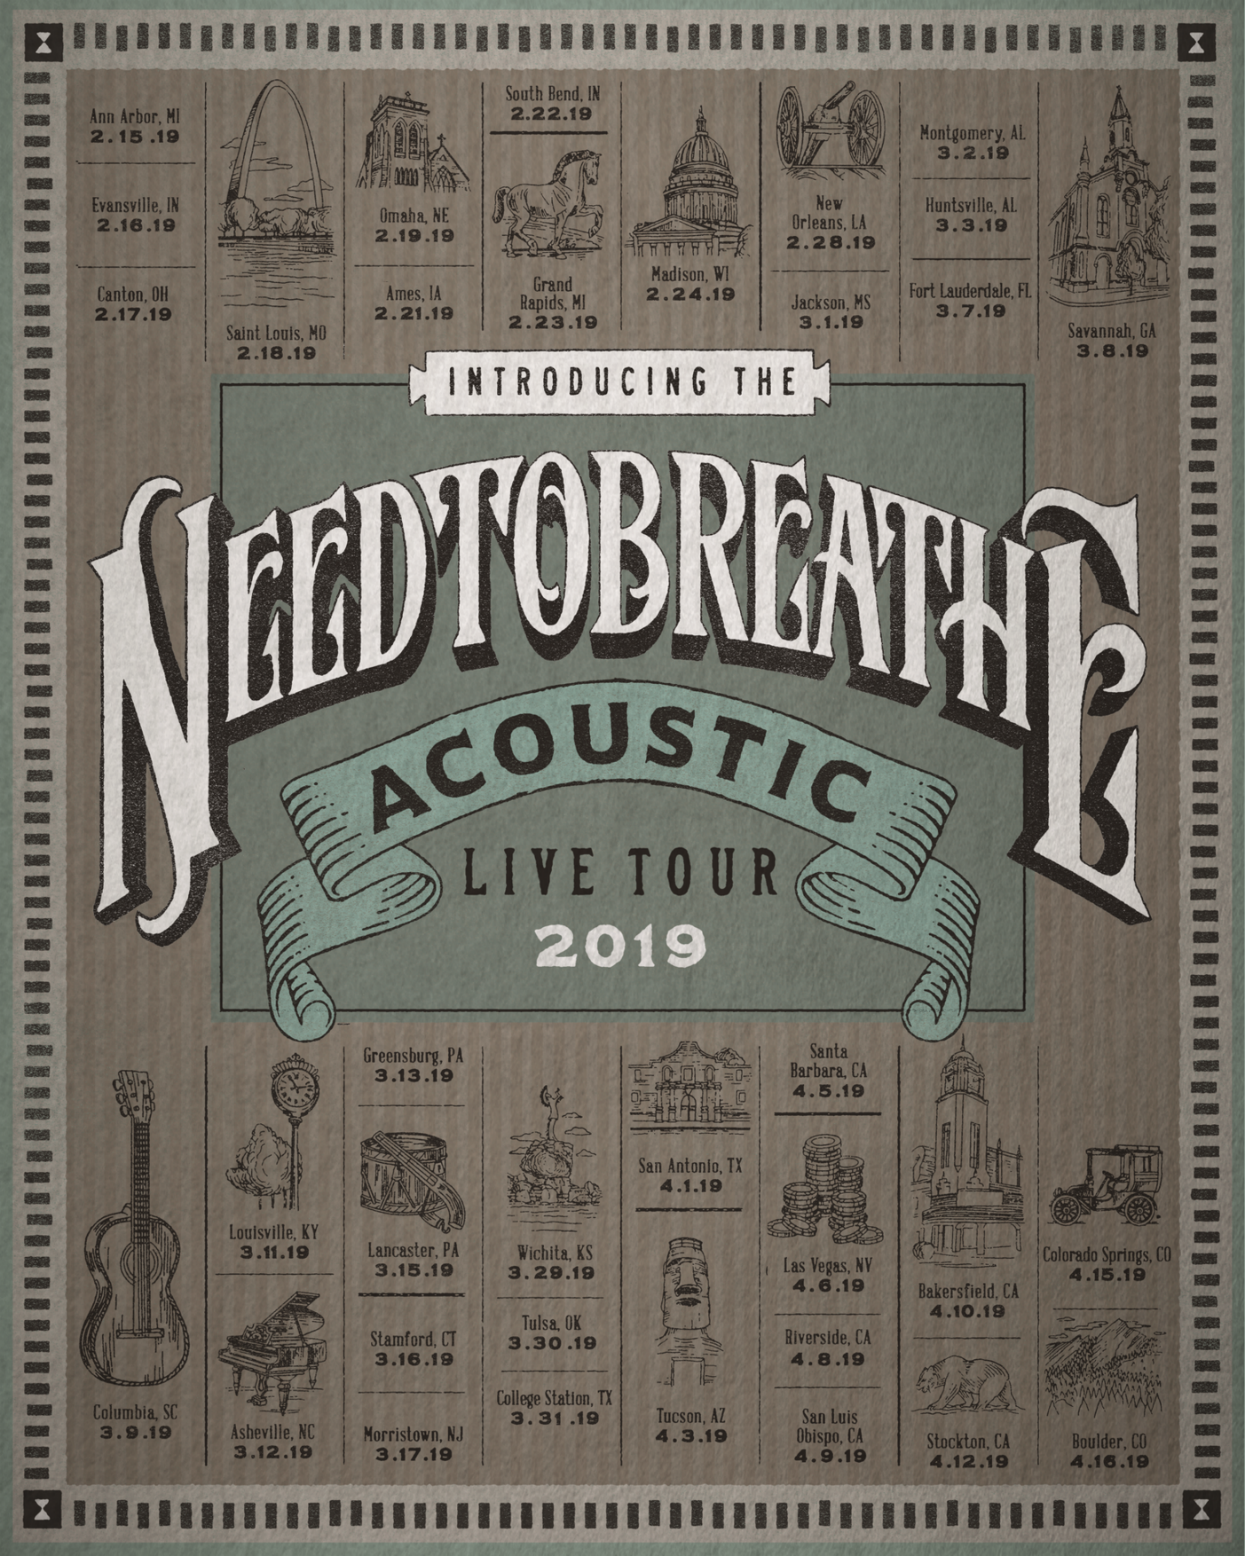 Ann Arbor, MI
2.15.19
Evansville, IN
2.16.19
Canton, OH
2.17.19
Saint Louis, MO
2.18.19
Omaha, NE
2.19.19
Ames, IA
2.21.19
South Bend, IN
2.22.19
Grand
Rapids, MI
2.23.19
Madison, WI
2.24.19
New
Orleans, LA
2.28.19
Jackson, MS
3.1.19
Montgomery, AL
3.2.19
Huntsville, AL
3.3.19
Fort Lauderdale, FL
3.7.19
Savannah, GA
3.8.19
INTRODUCING THE
NEEDTOBREATHE
ACOUSTIC
LIVE TOUR
2019
Columbia, SC
3.9.19
Louisville, KY
3.11.19
Asheville, NC
3.12.19
Greensburg, PA
3.13.19
Lancaster, PA
3.15.19
Stamford, CT
3.16.19
Morristown, NJ
3.17.19
Wichita, KS
3.29.19
Tulsa, OK
3.30.19
College Station, TX
3.31.19
San Antonio, TX
4.1.19
Tucson, AZ
4.3.19
Santa
Barbara, CA
4.5.19
Las Vegas, NV
4.6.19
Riverside, CA
4.8.19
San Luis
Obispo, CA
4.9.19
Bakersfield, CA
4.10.19
Stockton, CA
4.12.19
Colorado Springs, CO
4.15.19
Boulder, CO
4.16.19